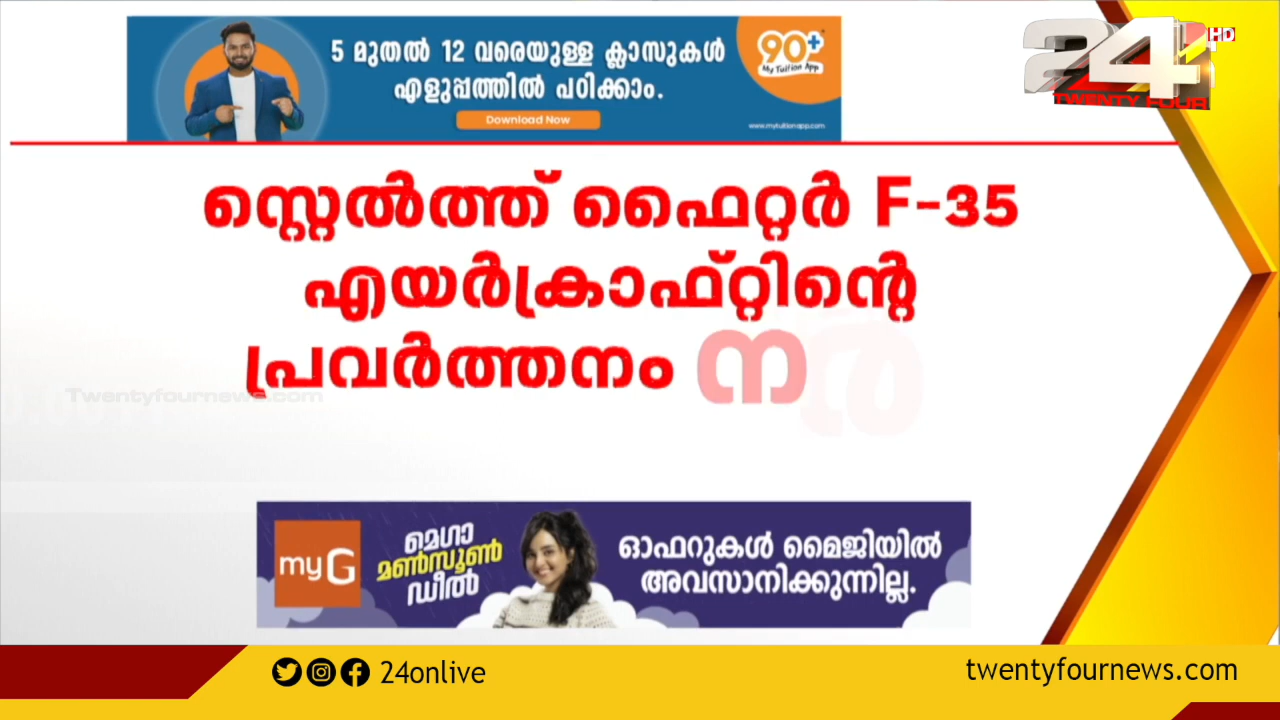 5 മുതൽ 12 വരെയുള്ള ക്ലാസുകൾ
എളുപ്പത്തിൽ പഠിക്കാം.
Download Now
90+
My Tuition App
www.mytuitionapp.com
24
HD
TWENTY FOUR
സ്റ്റെൽത്ത് ഫൈറ്റർ F-35
എയർക്രാഫ്റ്റിന്റെ
പ്രവർത്തനം ന
Twentyfournews.com
myG
മെഗാ
മൺസൂൺ
ഡീൽ
ഓഫറുകൾ മൈജിയിൽ
അവസാനിക്കുന്നില്ല.
24onlive
twentyfournews.com